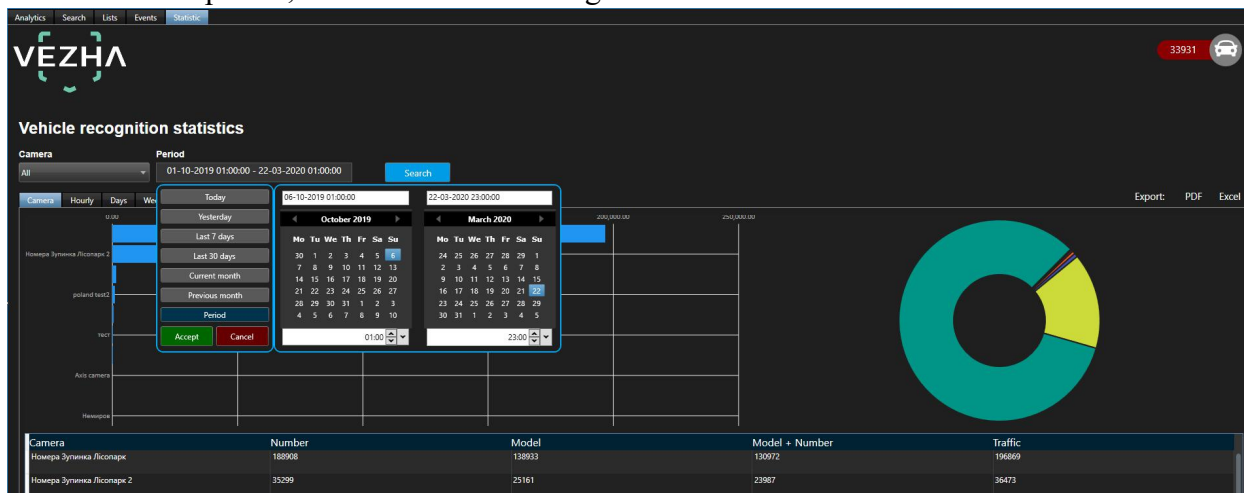 Analytics Search Lists Events Statistic
VEZHA
33931
Vehicle recognition statistics
Camera Period
All 01-10-2019 01:00:00 - 22-03-2020 01:00:00 Search
Camera Hourly Days Export: PDF Excel
Today
Yesterday
Last 7 days
Last 30 days
Current month
Previous month
Period
Accept Cancel
06-10-2019 01:00:00 22-03-2020 23:00:00
October 2019 March 2020
Mo Tu We Th Fr Sa Su Mo Tu We Th Fr Sa Su
30 1 2 3 4 5 6 24 25 26 27 28 29 1
7 8 9 10 11 12 13 2 3 4 5 6 7 8
14 15 16 17 18 19 20 9 10 11 12 13 14 15
21 22 23 24 25 26 27 16 17 18 19 20 21 22
28 29 30 31 1 2 3 23 24 25 26 27 28 29
4 5 6 7 8 9 10 30 31 1 2 3 4 5
01:00 23:00
0.00 200,000.00 250,000.00
Номера Зупинка Лісопарк 2
poland test2
тест
Axis camera
Немиров
Camera Number Model Model + Number Traffic
Номера Зупинка Лісопарк 188908 138933 130972 196869
Номера Зупинка Лісопарк 2 35299 25161 23987 36473